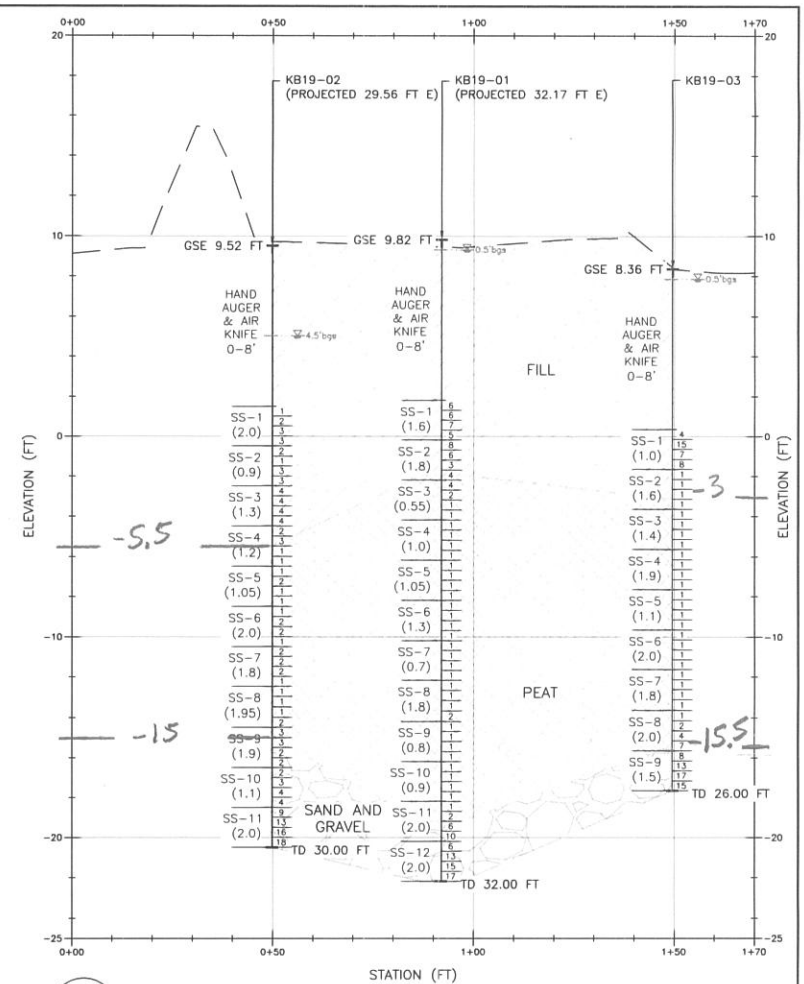 0+00 0+50 1+00 1+50 1+70
20 20
KB19-02 KB19-01 KB19-03
(PROJECTED 29.56 FT E) (PROJECTED 32.17 FT E)
10 10
GSE 9.52 FT GSE 9.82 FT
0.5'bgs
GSE 8.36 FT
0.5'bgs
HAND
AUGER
& AIR
KNIFE
0-8'
4.5'bgs
HAND
AUGER
& AIR
KNIFE
0-8'
HAND
AUGER
& AIR
KNIFE
0-8'
FILL
ELEVATION (FT)
0 0
-10 -10
-20 -20
-25 -25
ELEVATION (FT)
SS-1
(2.0)
SS-2
(0.9)
SS-3
(1.3)
SS-4
(1.2)
SS-5
(1.05)
SS-6
(2.0)
SS-7
(1.8)
SS-8
(1.95)
SS-9
(1.9)
SS-10
(1.1)
SS-11
(2.0)
TD 30.00 FT
-5.5
-15
SS-1
(1.6)
SS-2
(1.8)
SS-3
(0.55)
SS-4
(1.0)
SS-5
(1.05)
SS-6
(1.3)
SS-7
(0.7)
SS-8
(1.8)
SS-9
(0.8)
SS-10
(0.9)
SS-11
(2.0)
SS-12
(2.0)
TD 32.00 FT
SAND AND
GRAVEL
PEAT
SS-1
(1.0)
SS-2
(1.6)
SS-3
(1.4)
SS-4
(1.9)
SS-5
(1.1)
SS-6
(2.0)
SS-7
(1.8)
SS-8
(2.0)
SS-9
(1.5)
TD 26.00 FT
-3
-15.5
0+00 0+50 1+00 1+50 1+70
STATION (FT)